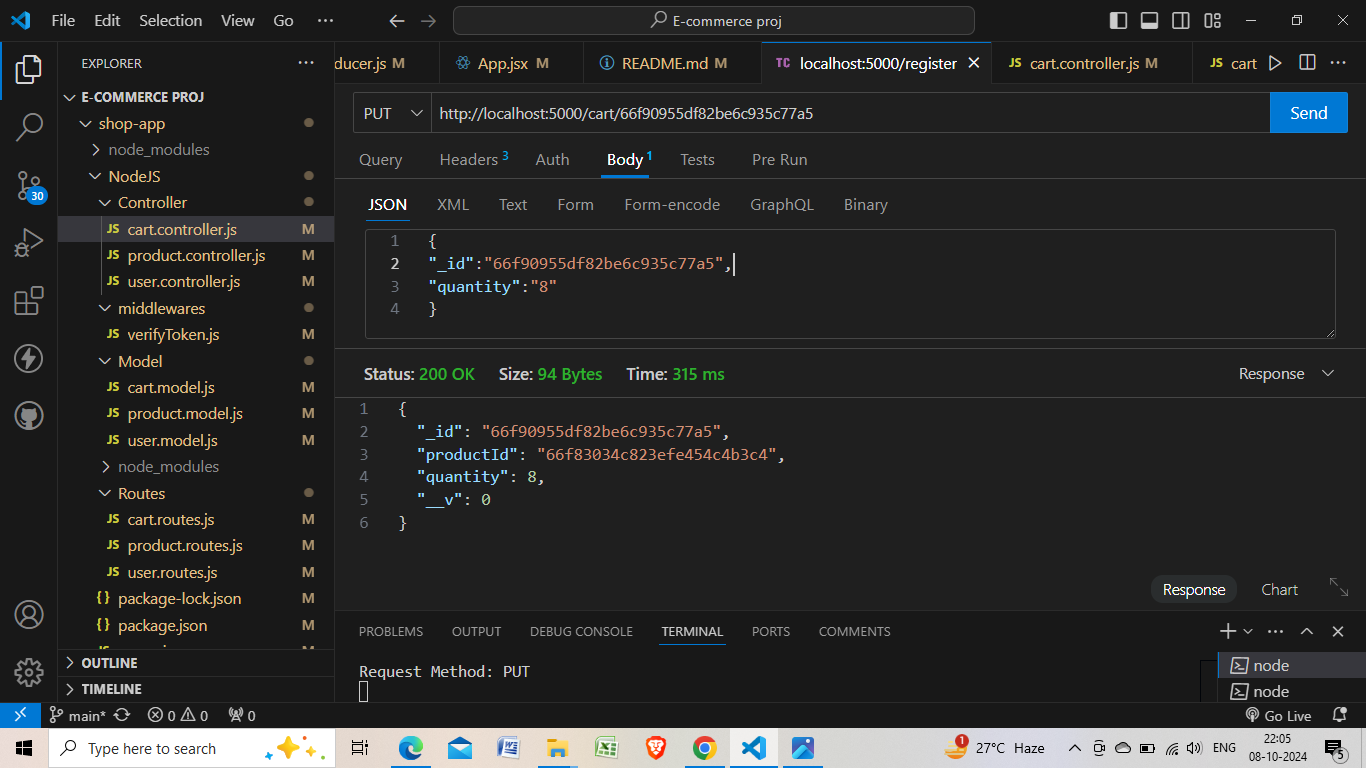 File Edit Selection View Go ··· E-commerce proj
EXPLORER ···
E-COMMERCE PROJ
shop-app
node_modules
NodeJS
Controller
JS cart.controller.js M
JS product.controller.js M
JS user.controller.js M
middlewares
JS verifyToken.js M
Model
JS cart.model.js M
JS product.model.js M
JS user.model.js M
node_modules
Routes
JS cart.routes.js M
JS product.routes.js M
JS user.routes.js M
{} package-lock.json M
{} package.json M
OUTLINE
TIMELINE
30
ducer.js M App.jsx M README.md M TC localhost:5000/register JS cart.controller.js M JS cart
PUT http://localhost:5000/cart/66f90955df82be6c935c77a5 Send
Query Headers 3 Auth Body 1 Tests Pre Run
JSON XML Text Form Form-encode GraphQL Binary
1 {
2 "_id":"66f90955df82be6c935c77a5",
3 "quantity":"8"
4 }
Status: 200 OK Size: 94 Bytes Time: 315 ms Response
1 {
2 "_id": "66f90955df82be6c935c77a5",
3 "productId": "66f83034c823efe454c4b3c4",
4 "quantity": 8,
5 "__v": 0
6 }
Response Chart
PROBLEMS OUTPUT DEBUG CONSOLE TERMINAL PORTS COMMENTS
Request Method: PUT
node
node
main* 0 0 0 Go Live
Type here to search 1 27°C Haze ENG 22:05
08-10-2024 5